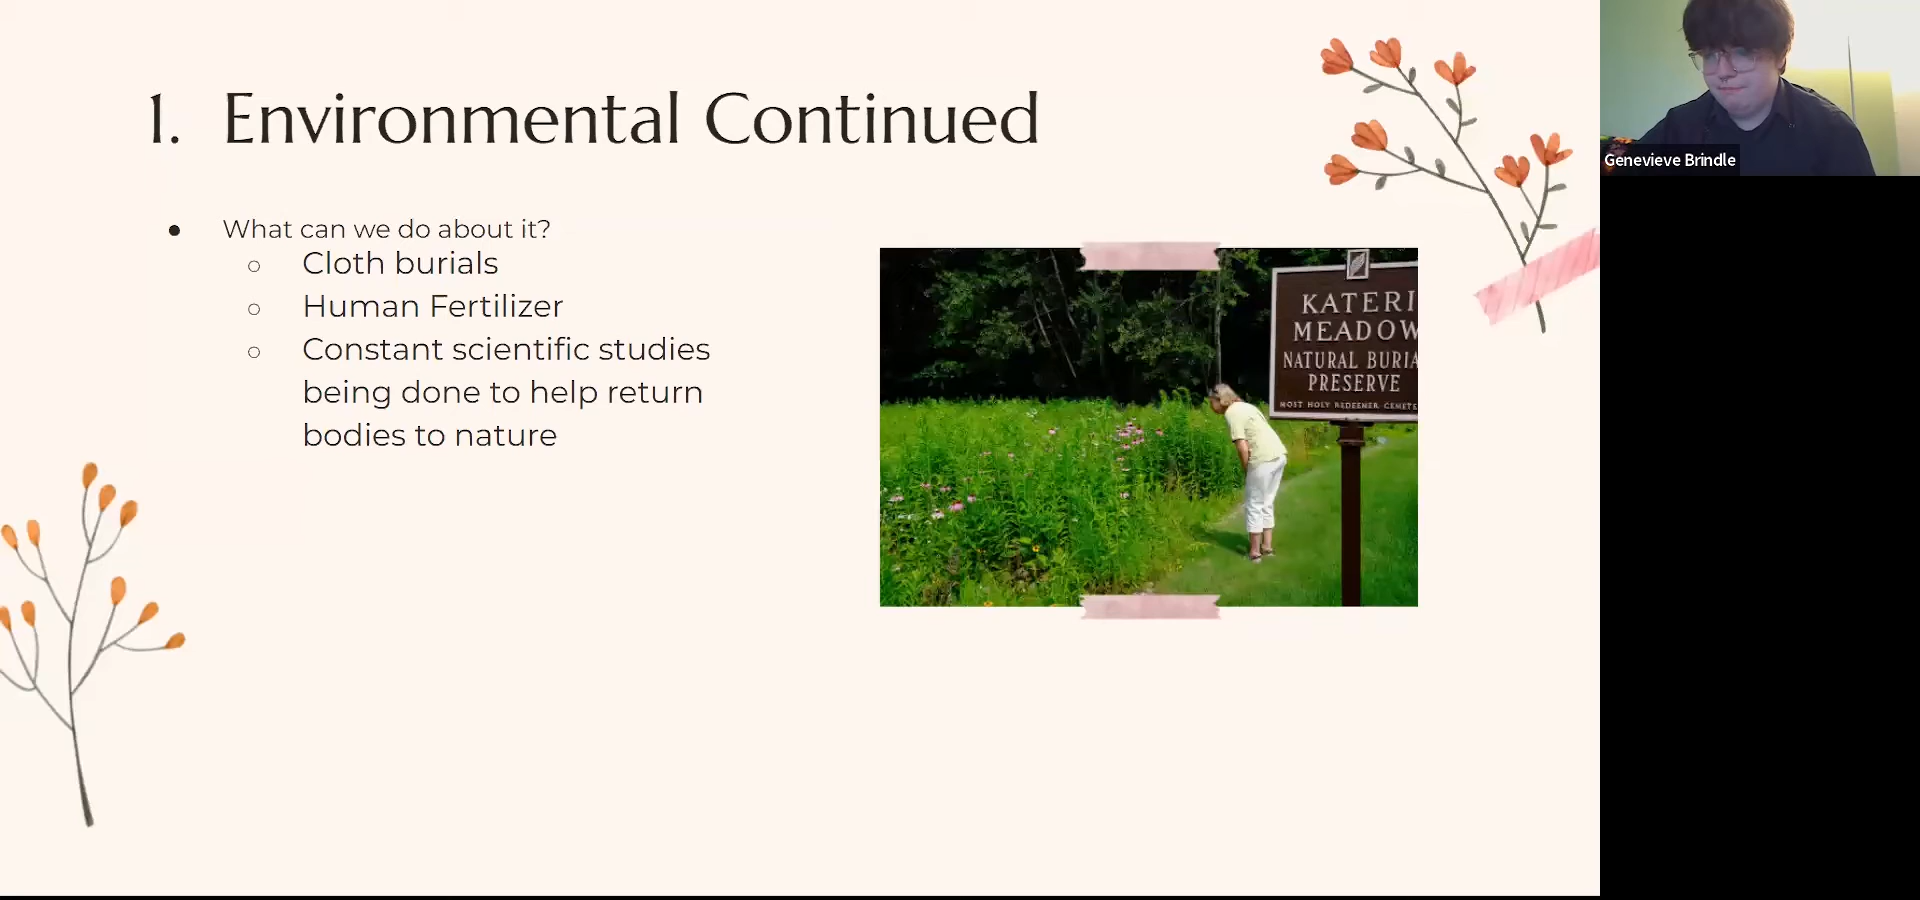 1. Environmental Continued
● What can we do about it?
○ Cloth burials
○ Human Fertilizer
○ Constant scientific studies
being done to help return
bodies to nature
KATERI
MEADOW
NATURAL BURIA
PRESERVE
MOST HOLY REDEEMER CEMETE
Genevieve Brindle